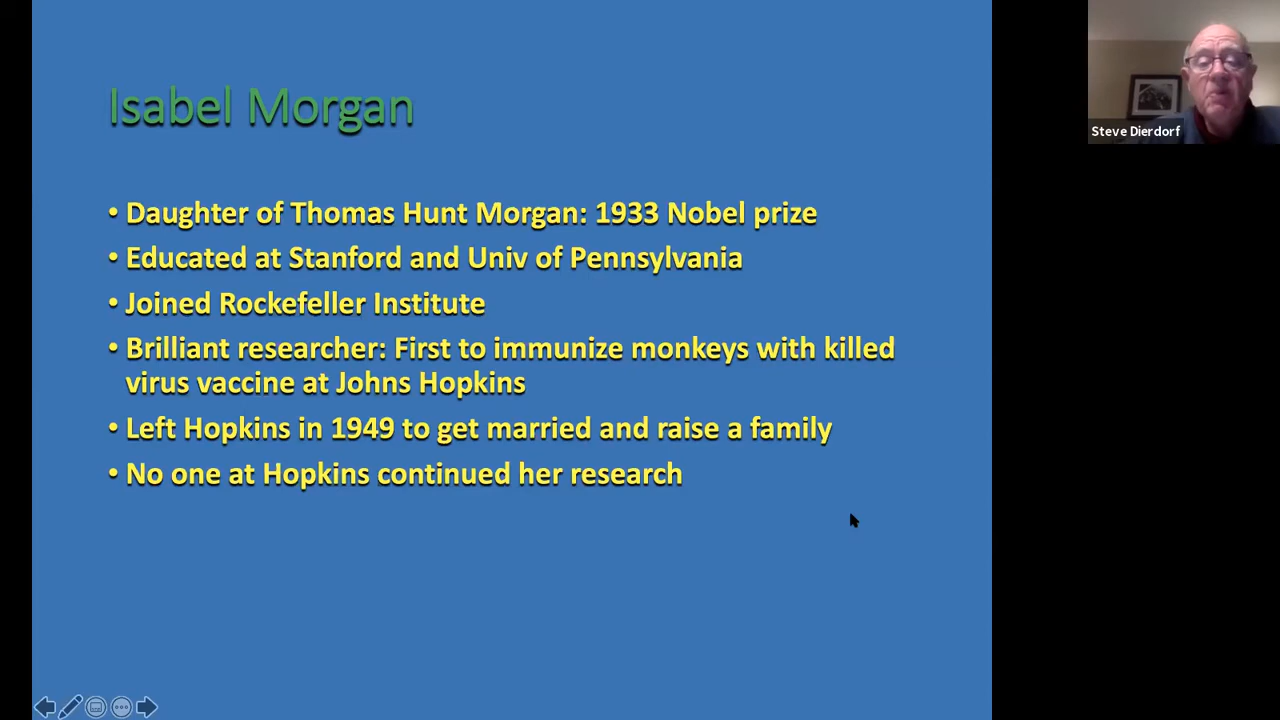 Isabel Morgan
• Daughter of Thomas Hunt Morgan: 1933 Nobel prize
• Educated at Stanford and Univ of Pennsylvania
• Joined Rockefeller Institute
• Brilliant researcher: First to immunize monkeys with killed
virus vaccine at Johns Hopkins
• Left Hopkins in 1949 to get married and raise a family
• No one at Hopkins continued her research
Steve Dierdorf